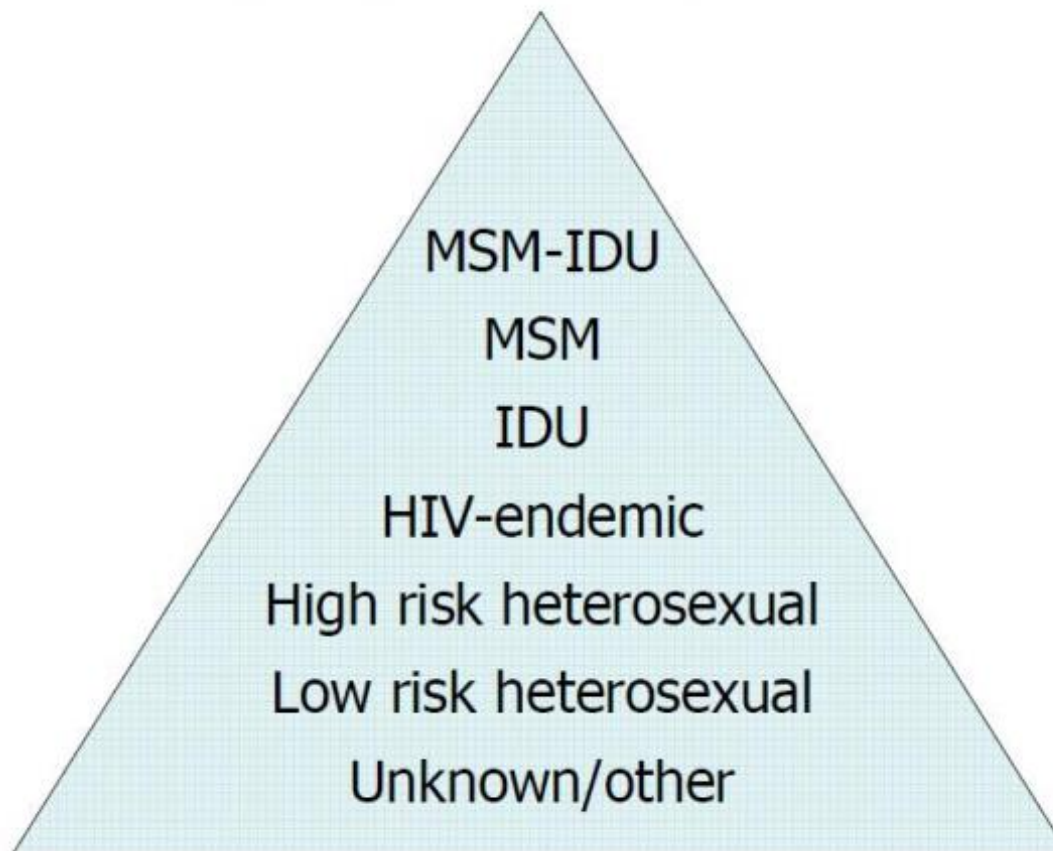 MSM-IDU
MSM
IDU
HIV-endemic
High risk heterosexual
Low risk heterosexual
Unknown/other